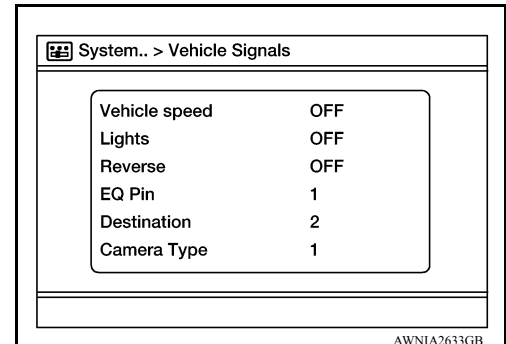 System.. > Vehicle Signals
Vehicle speed OFF
Lights OFF
Reverse OFF
EQ Pin 1
Destination 2
Camera Type 1
AWNIA2633GB